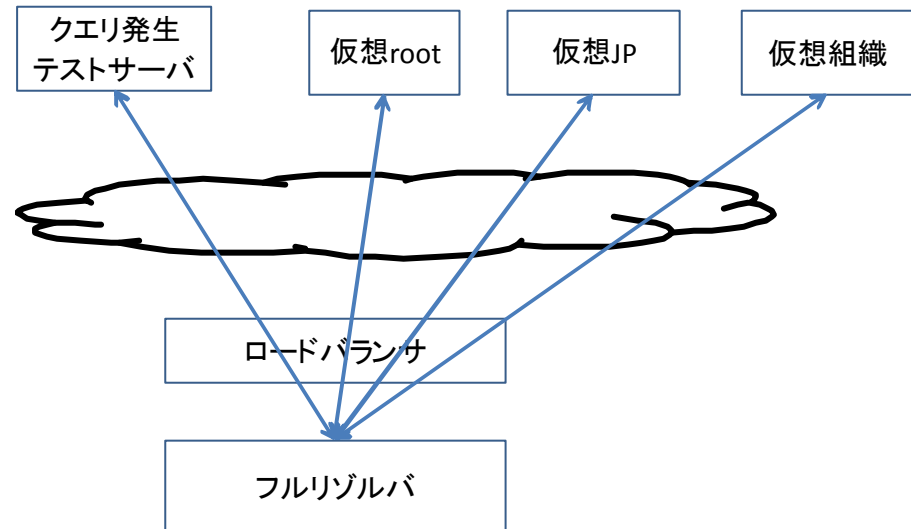 クエリ発生
テストサーバ
仮想root
仮想JP
仮想組織
ロードバランサ
フルリゾルバ